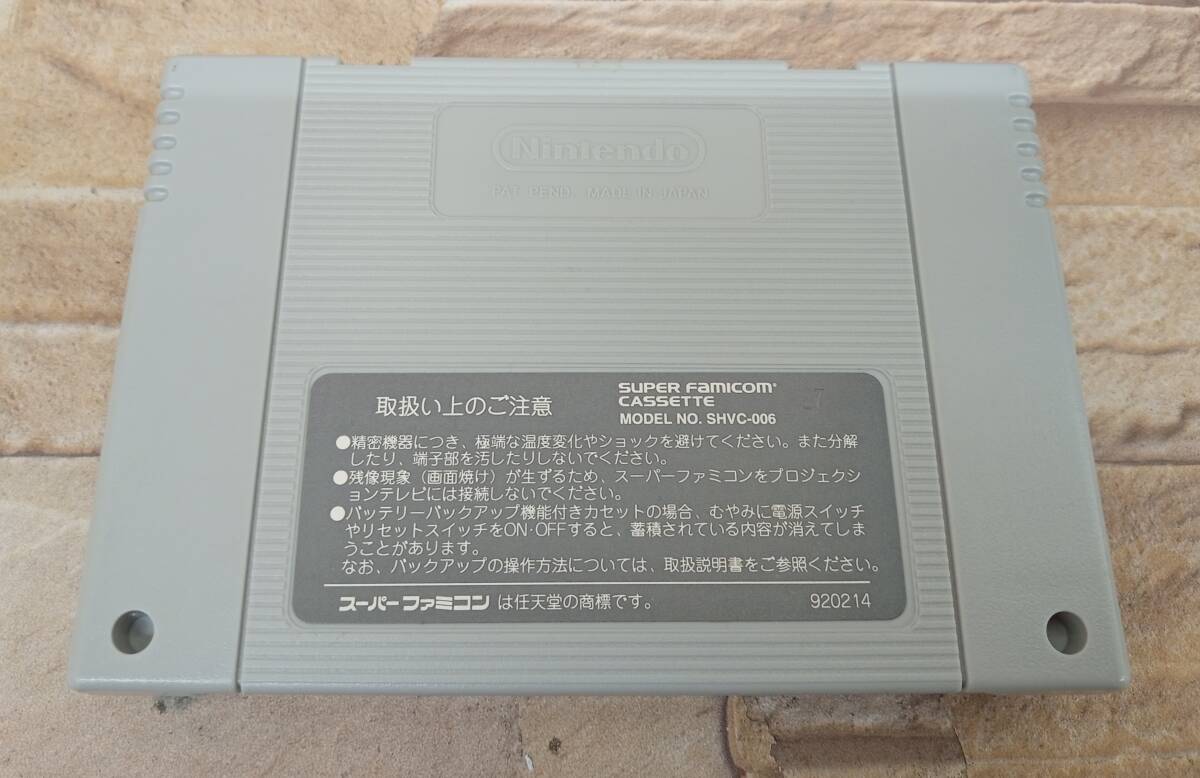 Nintendo
PAT. PEND. MADE IN JAPAN
取扱い上のご注意
SUPER FAMICOM®
CASSETTE
MODEL NO. SHVC-006
●精密機器につき、極端な温度変化やショックを避けてください。また分解
したり、端子部を汚したりしないでください。
●残像現象（画面焼け）が生ずるため、スーパーファミコンをプロジェクシ
ョンテレビには接続しないでください。
●バッテリーバックアップ機能付きカセットの場合、むやみに電源スイッチ
やリセットスイッチをON・OFFすると、蓄積されている内容が消えてしま
うことがあります。
なお、バックアップの操作方法については、取扱説明書をご参照ください。
スーパーファミコン は任天堂の商標です。
920214